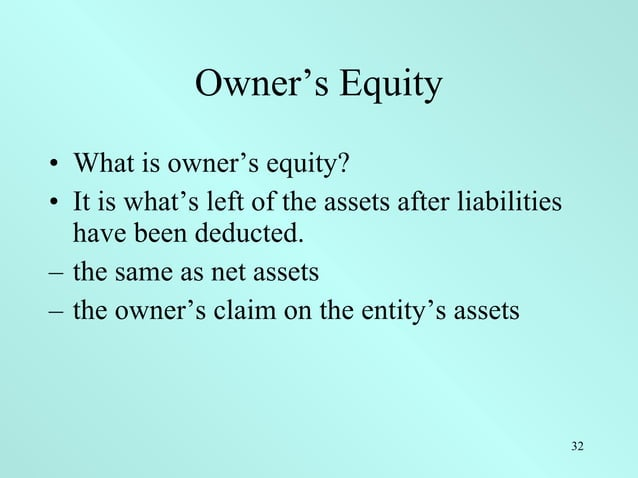 Owner’s Equity
• What is owner’s equity?
• It is what’s left of the assets after liabilities
have been deducted.
– the same as net assets
– the owner’s claim on the entity’s assets
32